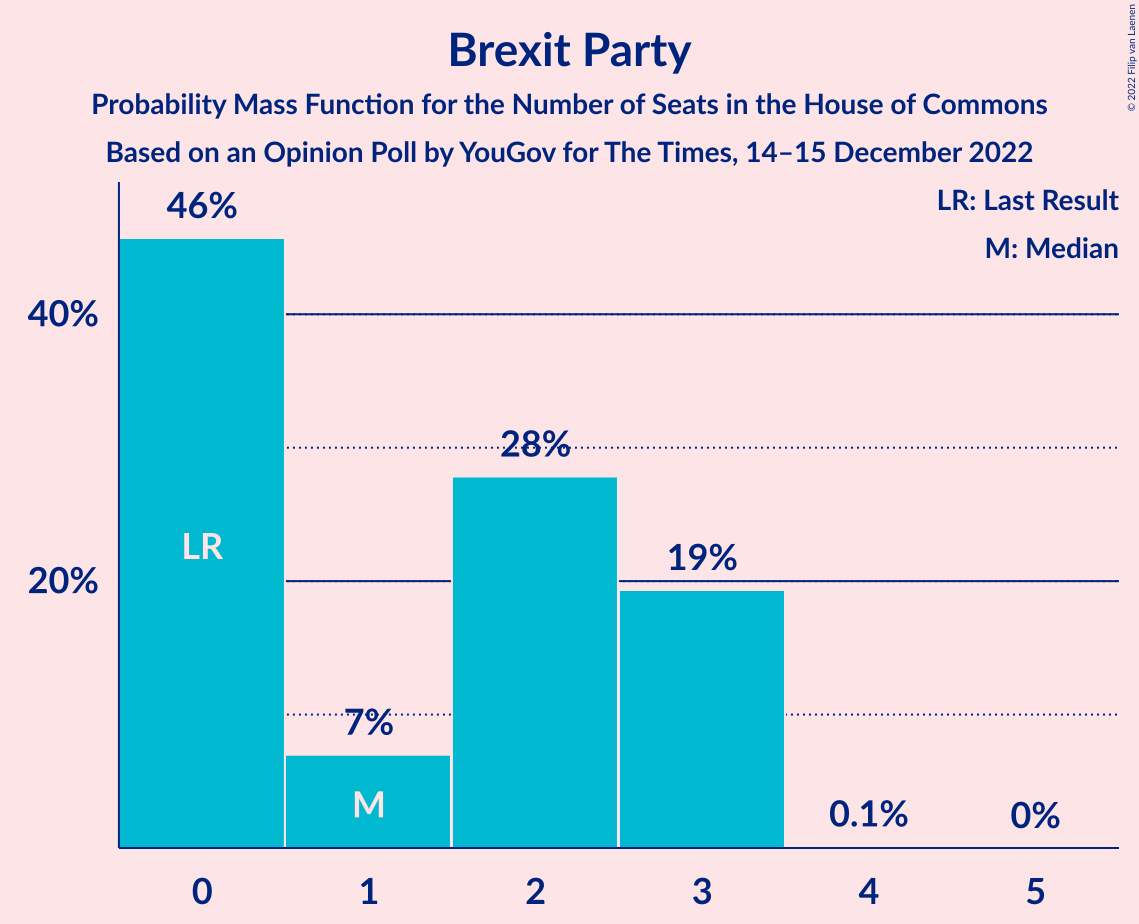 Brexit Party
Probability Mass Function for the Number of Seats in the House of Commons
Based on an Opinion Poll by YouGov for The Times, 14–15 December 2022
© 2022 Filip van Laenen
LR: Last Result
M: Median
46%
40%
28%
LR
19%
20%
7%
M
0.1%
0%
0 1 2 3 4 5